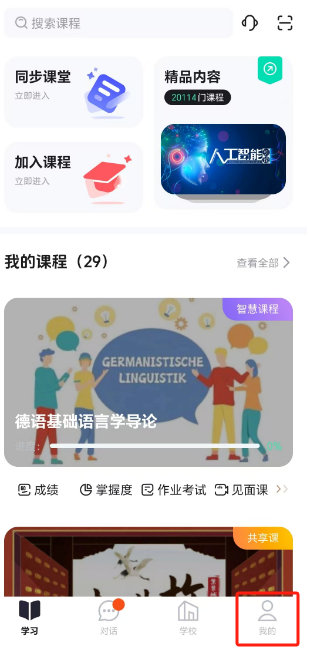 搜索课程
同步课堂
立即进入
精品内容
20114门课程
人工智能
加入课程
立即进入
我的课程（29）
查看全部
智慧课程
GERMANISTISCHE
LINGUISTIK
德语基础语言学导论
成绩
掌握度
作业考试
见面课
共享课
学习
对话
学校
我的